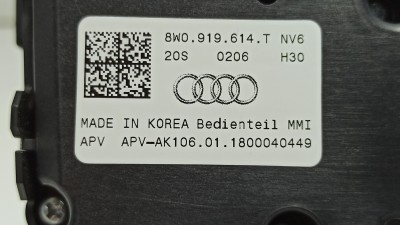 8W0.919.614.T NV6
20S 0206 H30
MADE IN KOREA Bedienteil MMI
APV APV-AK106.01.1800040449